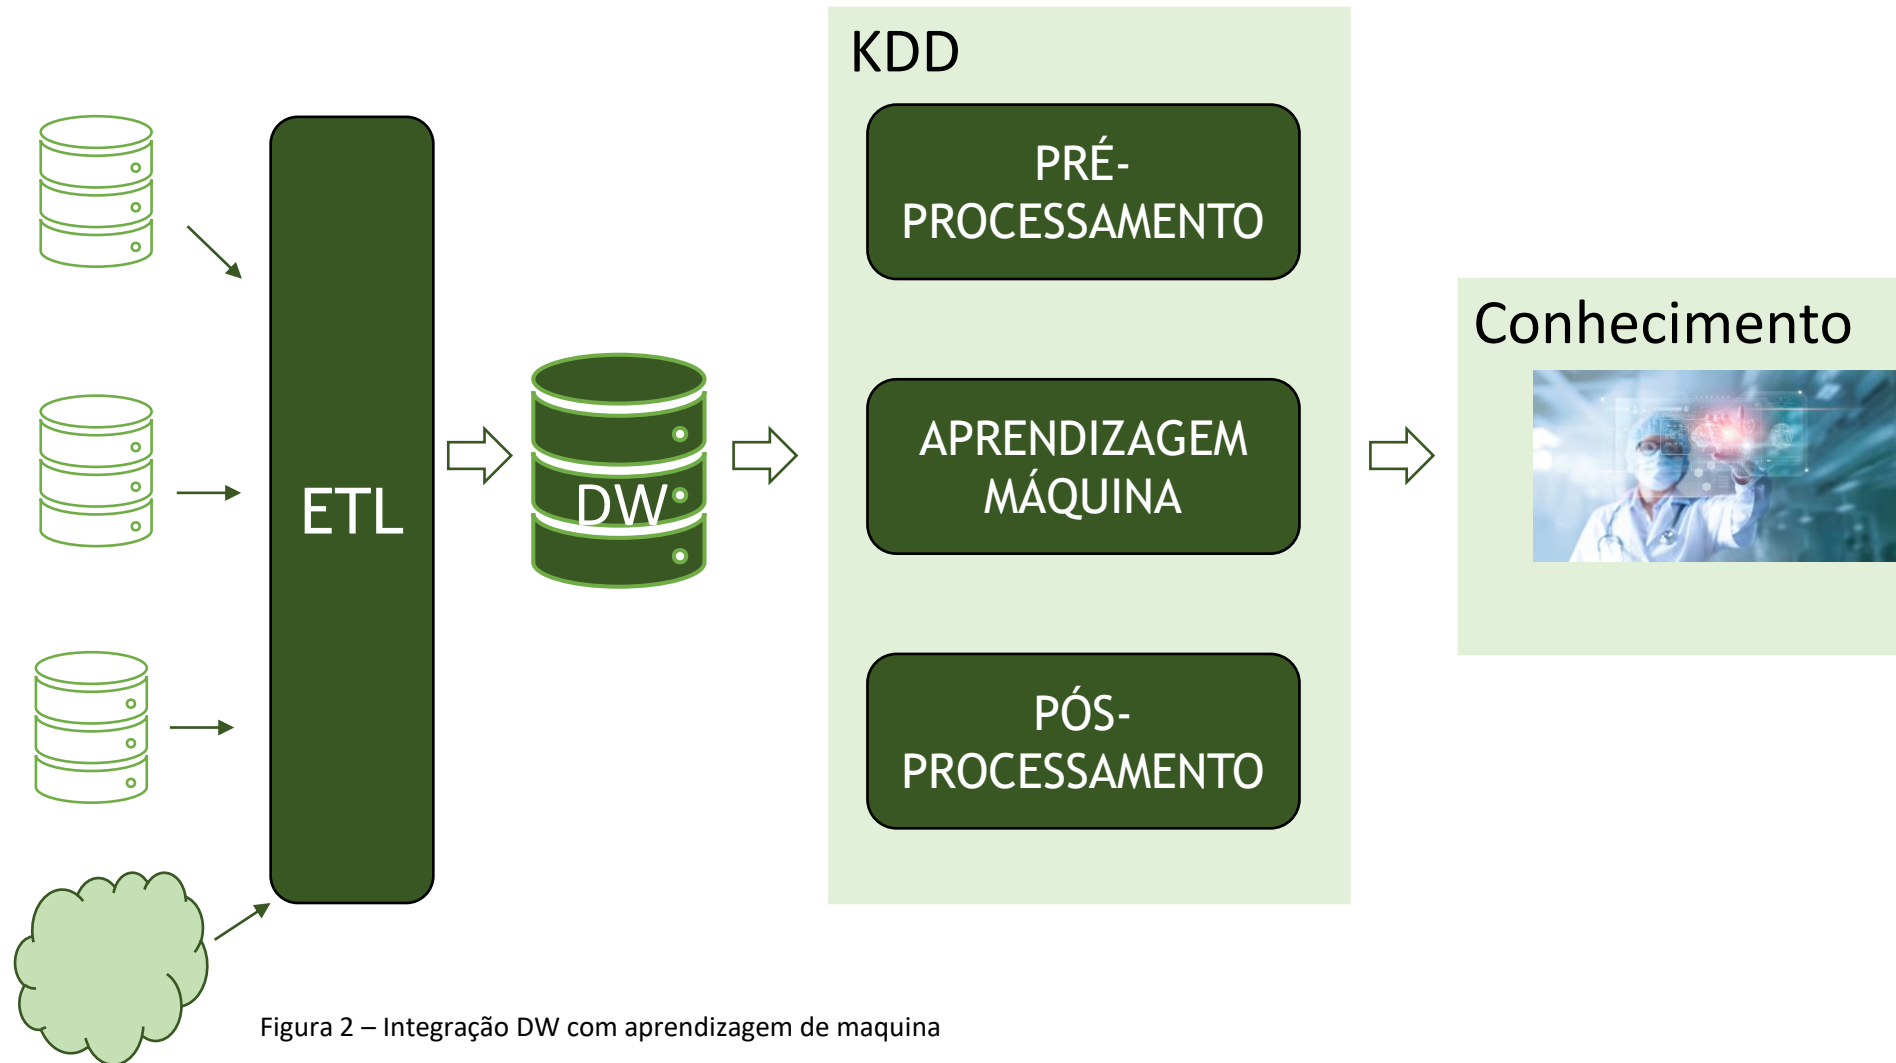 KDD
PRÉ-
PROCESSAMENTO
Conhecimento
APRENDIZAGEM
MÁQUINA
ETL
DW
PÓS-
PROCESSAMENTO
Figura 2 – Integração DW com aprendizagem de maquina